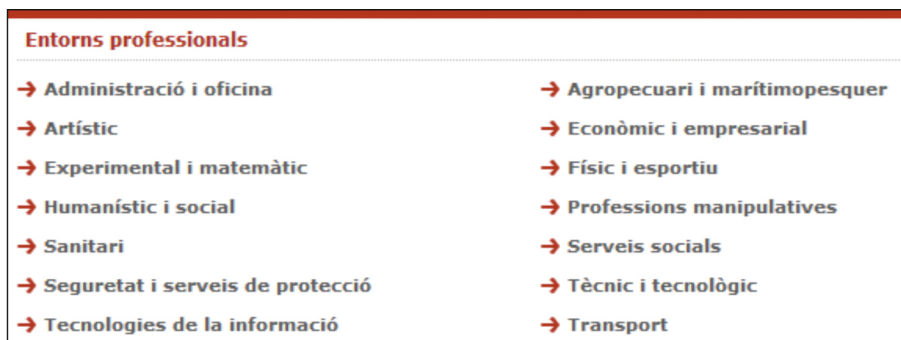 Entorns professionals
Administració i oficina
Agropecuari i marítimopesquer
Artístic
Econòmic i empresarial
Experimental i matemàtic
Físic i esportiu
Humanístic i social
Professions manipulatives
Sanitari
Serveis socials
Seguretat i serveis de protecció
Tècnic i tecnològic
Tecnologies de la informació
Transport